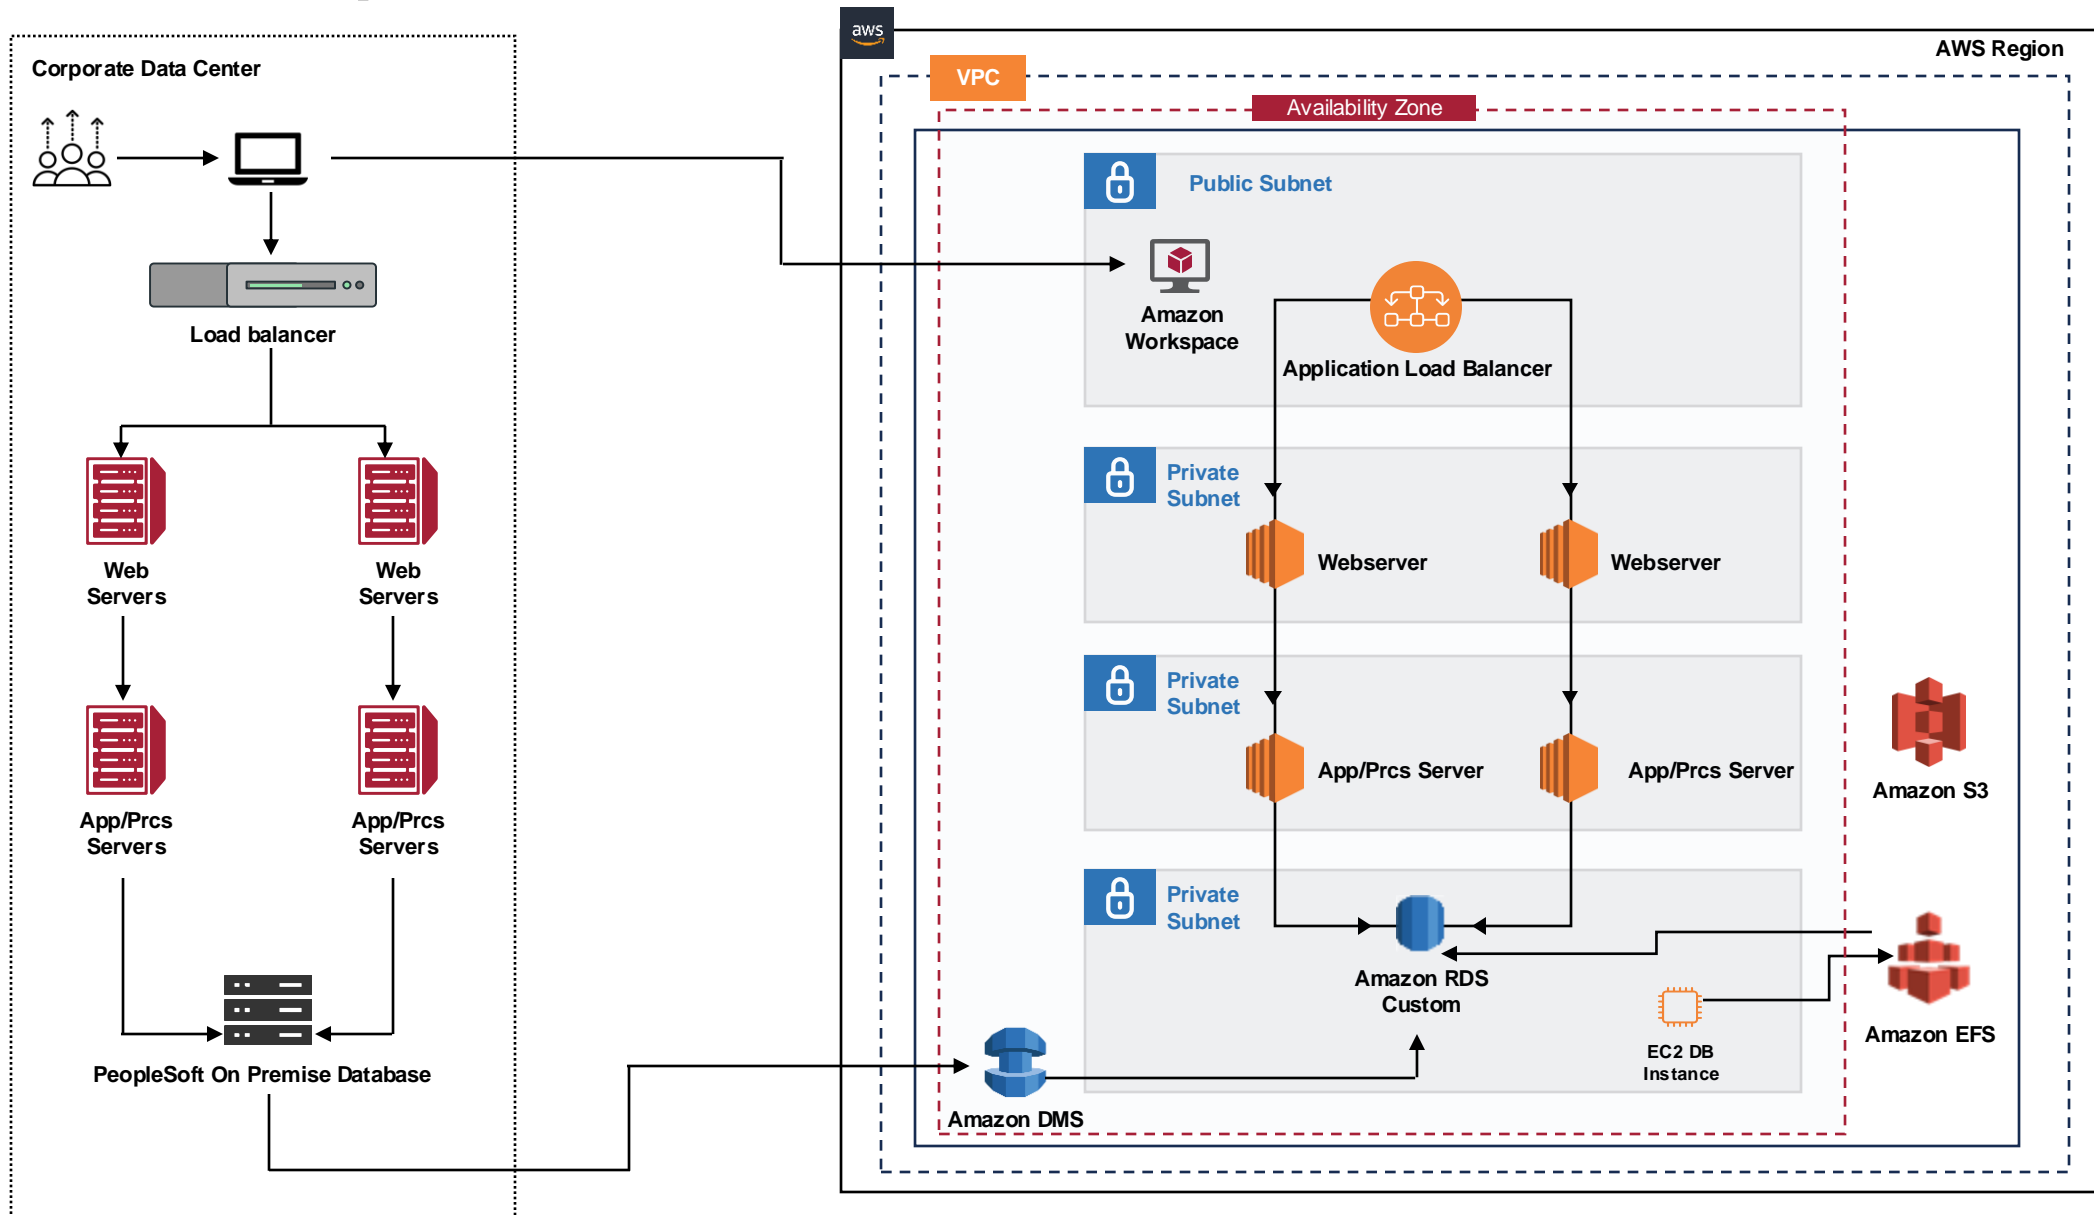 Corporate Data Center
Load balancer
Web
Servers
Web
Servers
App/Prcs
Servers
App/Prcs
Servers
PeopleSoft On Premise Database
aws
AWS Region
VPC
Availability Zone
Public Subnet
Amazon
Workspace
Application Load Balancer
Private
Subnet
Webserver
Webserver
Private
Subnet
App/Prcs Server
App/Prcs Server
Amazon S3
Private
Subnet
Amazon RDS
Custom
EC2 DB
Instance
Amazon EFS
Amazon DMS